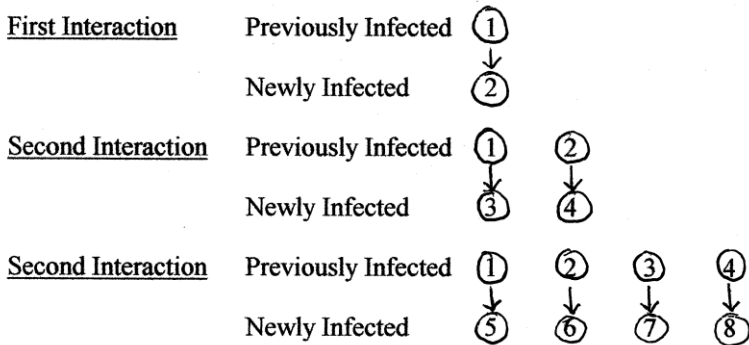 First Interaction Previously Infected 1
Newly Infected 2
Second Interaction Previously Infected 1 2
Newly Infected 3 4
Second Interaction Previously Infected 1 2 3 4
Newly Infected 5 6 7 8